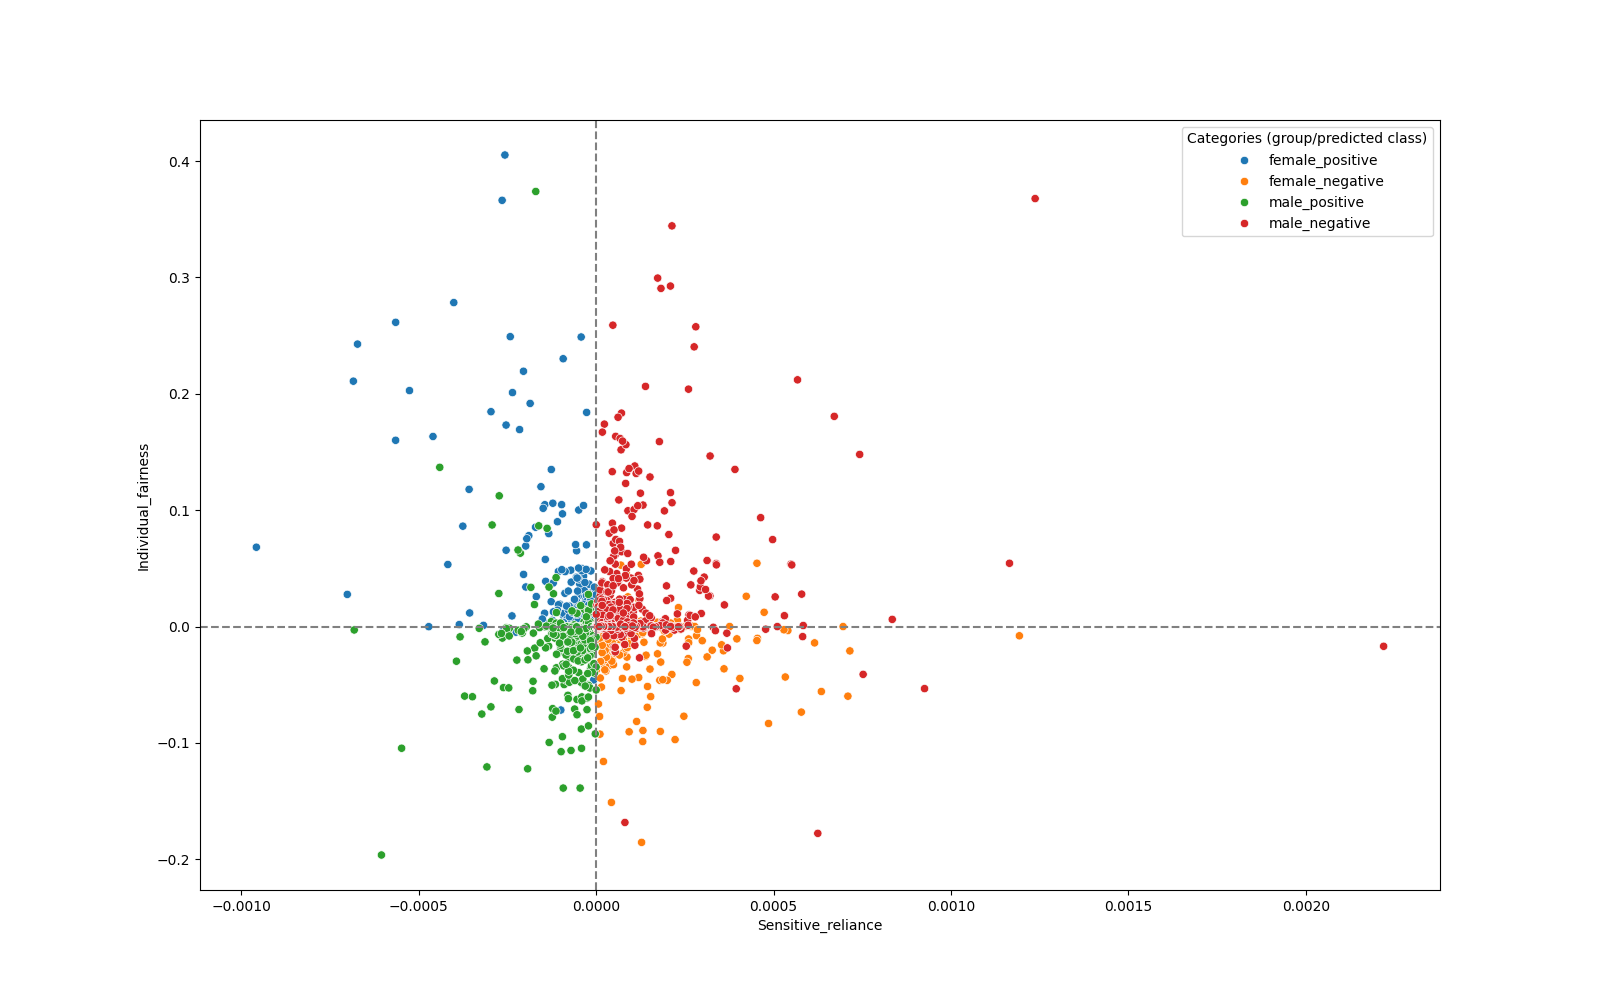 Categories (group/predicted class)
female_positive
female_negative
male_positive
male_negative
0.4
0.3
0.2
0.1
0.0
−0.1
−0.2
Individual_fairness
−0.0010
−0.0005
0.0000
0.0005
0.0010
0.0015
0.0020
Sensitive_reliance